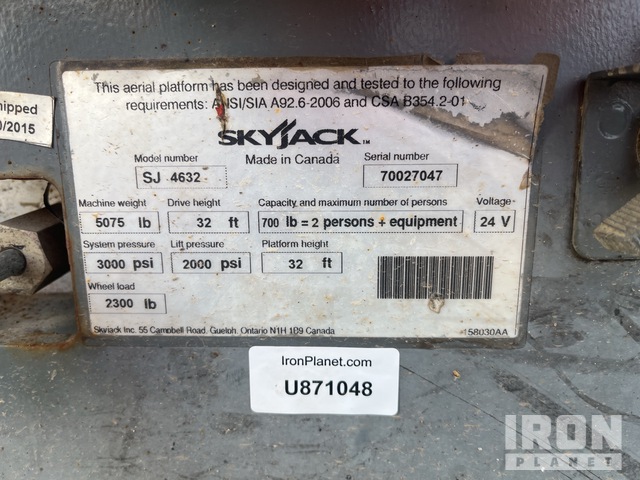 This aerial platform has been designed and tested to the following
requirements: ANSI/SIA A92.6-2006 and CSA B354.2-01
hipped
0/2015
SKYJACK™
Model number
Made in Canada
Serial number
SJ 4632
70027047
Machine weight
Drive height
Capacity, and maximum number of persons
Voltage
5075 lb
32 ft
700 lb = 2 persons + equipment
24 V
System pressure
Lift pressure
Platform height
3000 psi
2000 psi
32 ft
Wheel load
2300 lb
Skyjack Inc. 55 Campbell Road. Guelph. Ontario N1H 1B9 Canada
158030AA
IronPlanet.com
U871048
IRON
PLANET